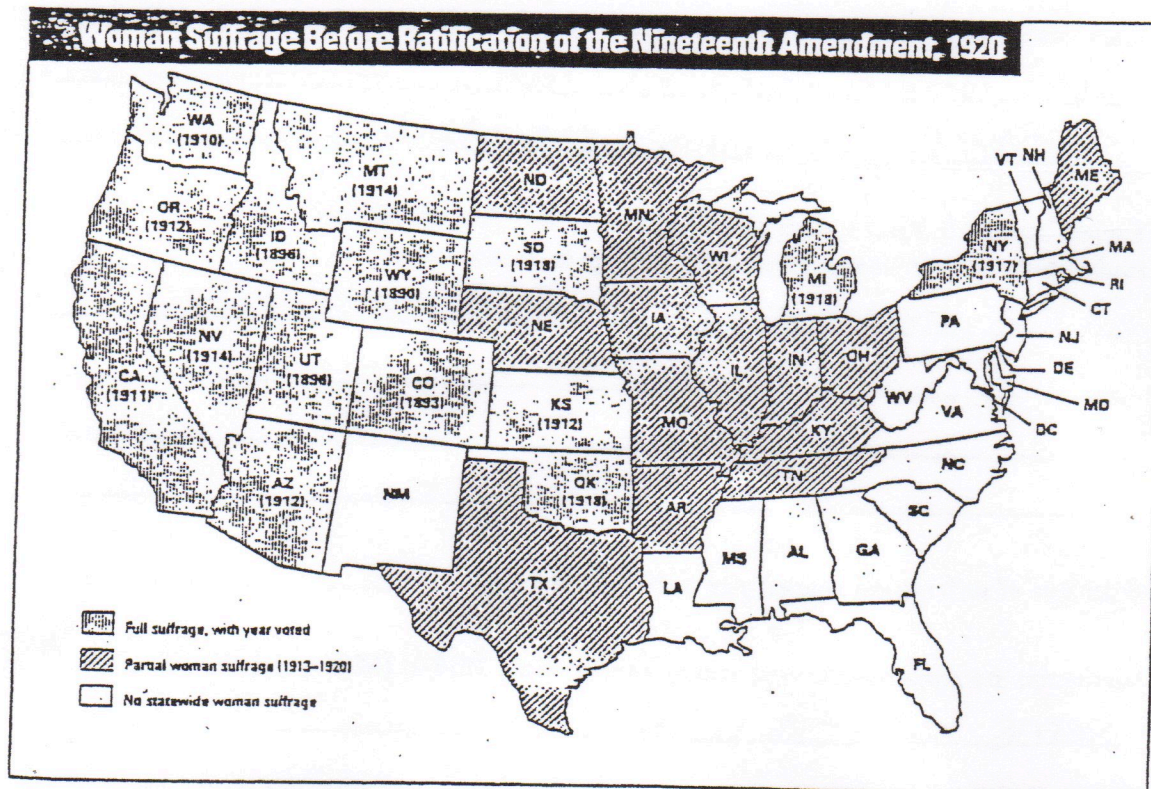 Woman Suffrage Before Ratification of the Nineteenth Amendment, 1920
WA
(1910)
MT
(1914)
ND
MN
VT
NH
ME
OR
(1912)
ID
(1896)
WY
(1890)
SD
(1918)
WI
MI
(1918)
NY
(1917)
MA
RI
CT
NJ
DE
MD
DC
PA
NV
(1914)
UT
(1896)
CA
(1911)
CO
(1893)
NE
IA
IL
IN
OH
WV
VA
KS
(1912)
MO
KY
NC
TN
AZ
(1912)
NM
OK
(1918)
AR
SC
MS
AL
GA
TX
LA
FL
Full suffrage, with year voted
Partial woman suffrage (1913–1920)
No statewide woman suffrage